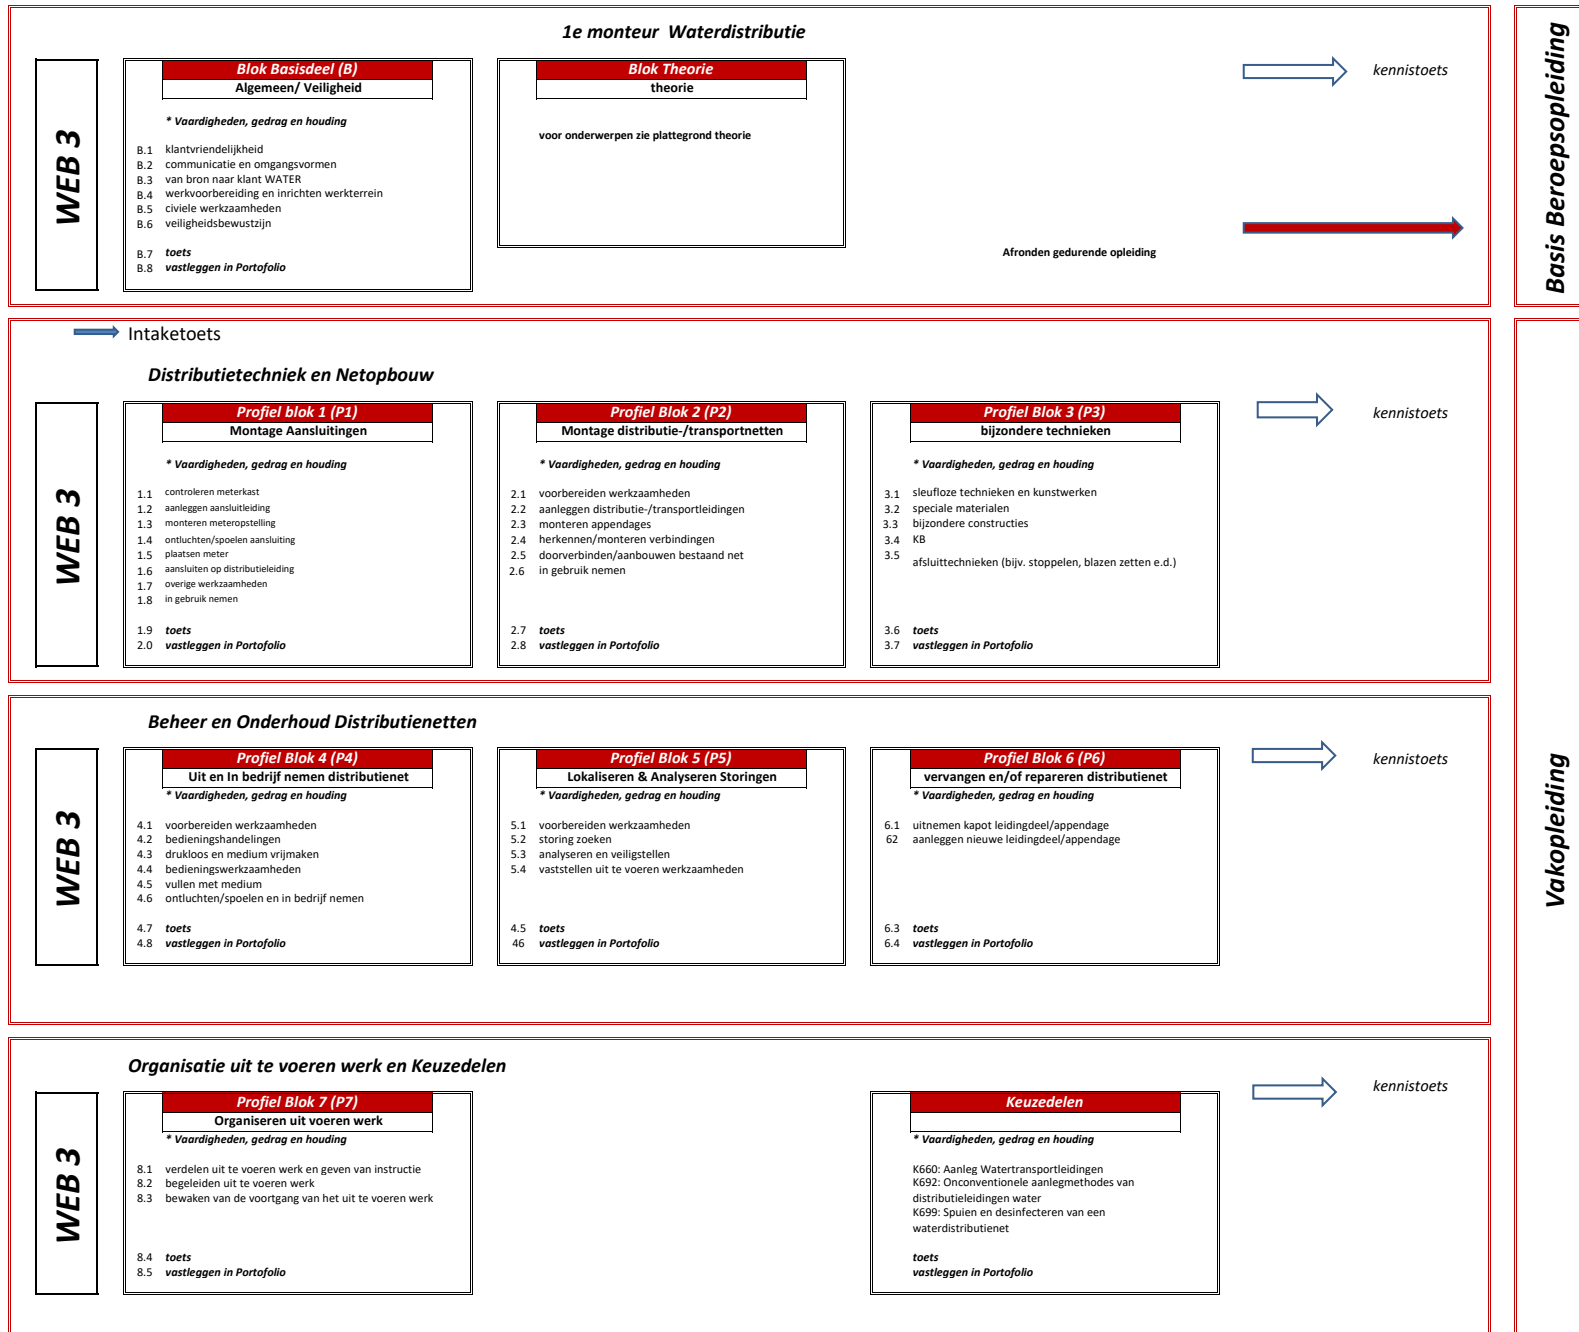 1e monteur  Waterdistributie
Basis Beroepsopleiding
WEB 3
Blok Basisdeel (B)
Algemeen/ Veiligheid
* Vaardigheden, gedrag en houding
B.1 klantvriendelijkheid
B.2 communicatie en omgangsvormen
B.3 van bron naar klant WATER
B.4 werkvoorbereiding en inrichten werkterrein
B.5 civiele werkzaamheden
B.6 veiligheidsbewustzijn
B.7 toets
B.8 vastleggen in Portofolio
Blok Theorie
theorie
voor onderwerpen zie plattegrond theorie
kennistoets
Afronden gedurende opleiding
Intaketoets
Vakopleiding
Distributietechniek en Netopbouw
WEB 3
Profiel blok 1 (P1)
Montage Aansluitingen
* Vaardigheden, gedrag en houding
1.1 controleren meterkast
1.2 aanleggen aansluitleiding
1.3 monteren meteropstelling
1.4 ontluchten/spoelen aansluiting
1.5 plaatsen meter
1.6 aansluiten op distributieleiding
1.7 overige werkzaamheden
1.8 in gebruik nemen
1.9 toets
2.0 vastleggen in Portofolio
Profiel Blok 2 (P2)
Montage distributie-/transportnetten
* Vaardigheden, gedrag en houding
2.1 voorbereiden werkzaamheden
2.2 aanleggen distributie-/transportleidingen
2.3 monteren appendages
2.4 herkennen/monteren verbindingen
2.5 doorverbinden/aanbouwen bestaand net
2.6 in gebruik nemen
2.7 toets
2.8 vastleggen in Portofolio
Profiel Blok 3 (P3)
bijzondere technieken
* Vaardigheden, gedrag en houding
3.1 sleufloze technieken en kunstwerken
3.2 speciale materialen
3.3 bijzondere constructies
3.4 KB
3.5 afsluittechnieken (bijv. stoppelen, blazen zetten e.d.)
3.6 toets
3.7 vastleggen in Portofolio
kennistoets
Beheer en Onderhoud Distributienetten
WEB 3
Profiel Blok 4 (P4)
Uit en In bedrijf nemen distributienet
* Vaardigheden, gedrag en houding
4.1 voorbereiden werkzaamheden
4.2 bedieningshandelingen
4.3 drukloos en medium vrijmaken
4.4 bedieningswerkzaamheden
4.5 vullen met medium
4.6 ontluchten/spoelen en in bedrijf nemen
4.7 toets
4.8 vastleggen in Portofolio
Profiel Blok 5 (P5)
Lokaliseren & Analyseren Storingen
* Vaardigheden, gedrag en houding
5.1 voorbereiden werkzaamheden
5.2 storing zoeken
5.3 analyseren en veiligstellen
5.4 vaststellen uit te voeren werkzaamheden
4.5 toets
46 vastleggen in Portofolio
Profiel Blok 6 (P6)
vervangen en/of repareren distributienet
* Vaardigheden, gedrag en houding
6.1 uitnemen kapot leidingdeel/appendage
62 aanleggen nieuwe leidingdeel/appendage
6.3 toets
6.4 vastleggen in Portofolio
kennistoets
Organisatie uit te voeren werk en Keuzedelen
WEB 3
Profiel Blok 7 (P7)
Organiseren uit voeren werk
* Vaardigheden, gedrag en houding
8.1 verdelen uit te voeren werk en geven van instructie
8.2 begeleiden uit te voeren werk
8.3 bewaken van de voortgang van het uit te voeren werk
8.4 toets
8.5 vastleggen in Portofolio
Keuzedelen
* Vaardigheden, gedrag en houding
K660: Aanleg Watertransportleidingen
K692: Onconventionele aanlegmethodes van
distributieleidingen water
K699: Spuien en desinfecteren van een
waterdistributienet
toets
vastleggen in Portofolio
kennistoets